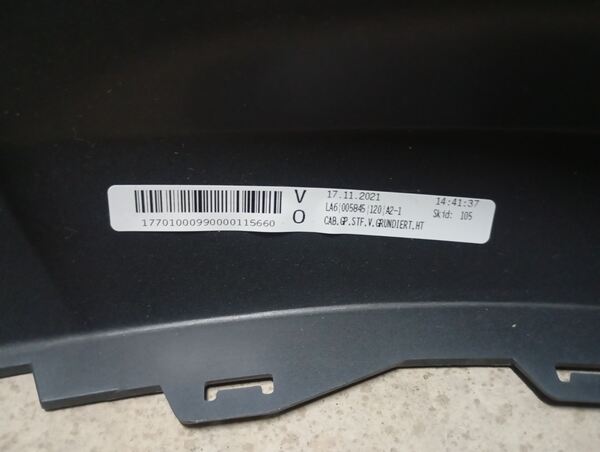 17701000990000115660
V
O
17.11.2021 14:41:37
LA6|005845|120|A2-1 Skid: 105
CAB.GP.STF.V.GRUNDIERT.HT